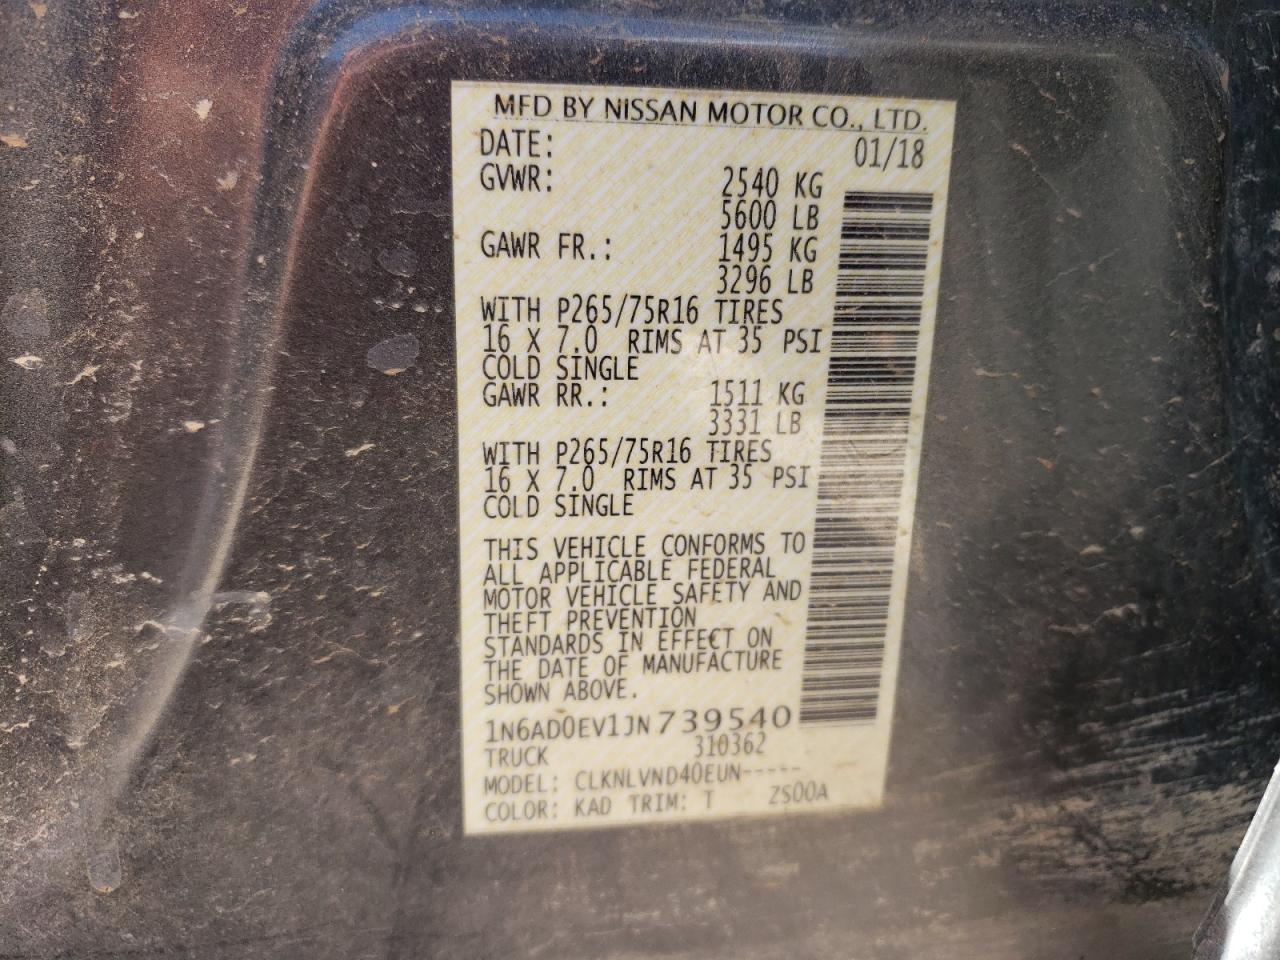 MFD BY NISSAN MOTOR CO., LTD.
DATE: 01/18
GVWR: 2540 KG
5600 LB
GAWR FR.: 1495 KG
3296 LB
WITH P265/75R16 TIRES
16 X 7.0 RIMS AT 35 PSI
COLD SINGLE
GAWR RR.: 1511 KG
3331 LB
WITH P265/75R16 TIRES
16 X 7.0 RIMS AT 35 PSI
COLD SINGLE
THIS VEHICLE CONFORMS TO
ALL APPLICABLE FEDERAL
MOTOR VEHICLE SAFETY AND
THEFT PREVENTION
STANDARDS IN EFFECT ON
THE DATE OF MANUFACTURE
SHOWN ABOVE.
1N6AD0EV1JN739540
TRUCK 310362
MODEL: CLKNLVND40EUN-----
COLOR: KAD TRIM: T ZS00A